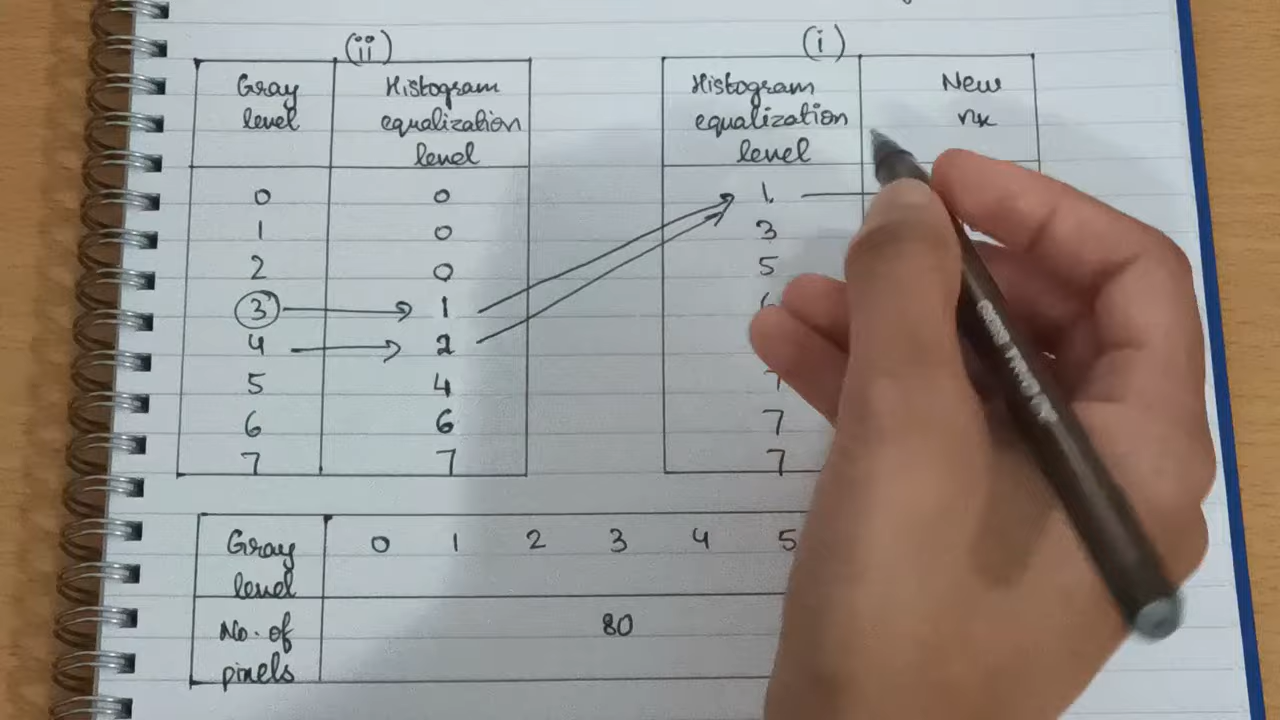 (ii)
Gray level
Histogram equalization level
0 0
1 0
2 0
3 1
4 2
5 4
6 6
7 7
(i)
Histogram equalization level
New nk
1
3
5
7
7
Gray level 0 1 2 3 4 5
No. of pixels 80